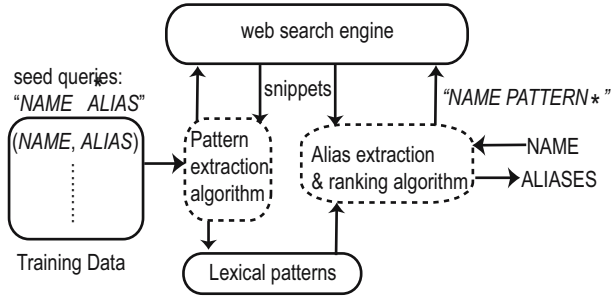 web search engine
seed queries:
“NAME * ALIAS”
snippets
“NAME PATTERN * ”
(NAME, ALIAS)
Pattern
extraction
algorithm
Alias extraction
& ranking algorithm
NAME
ALIASES
Training Data
Lexical patterns